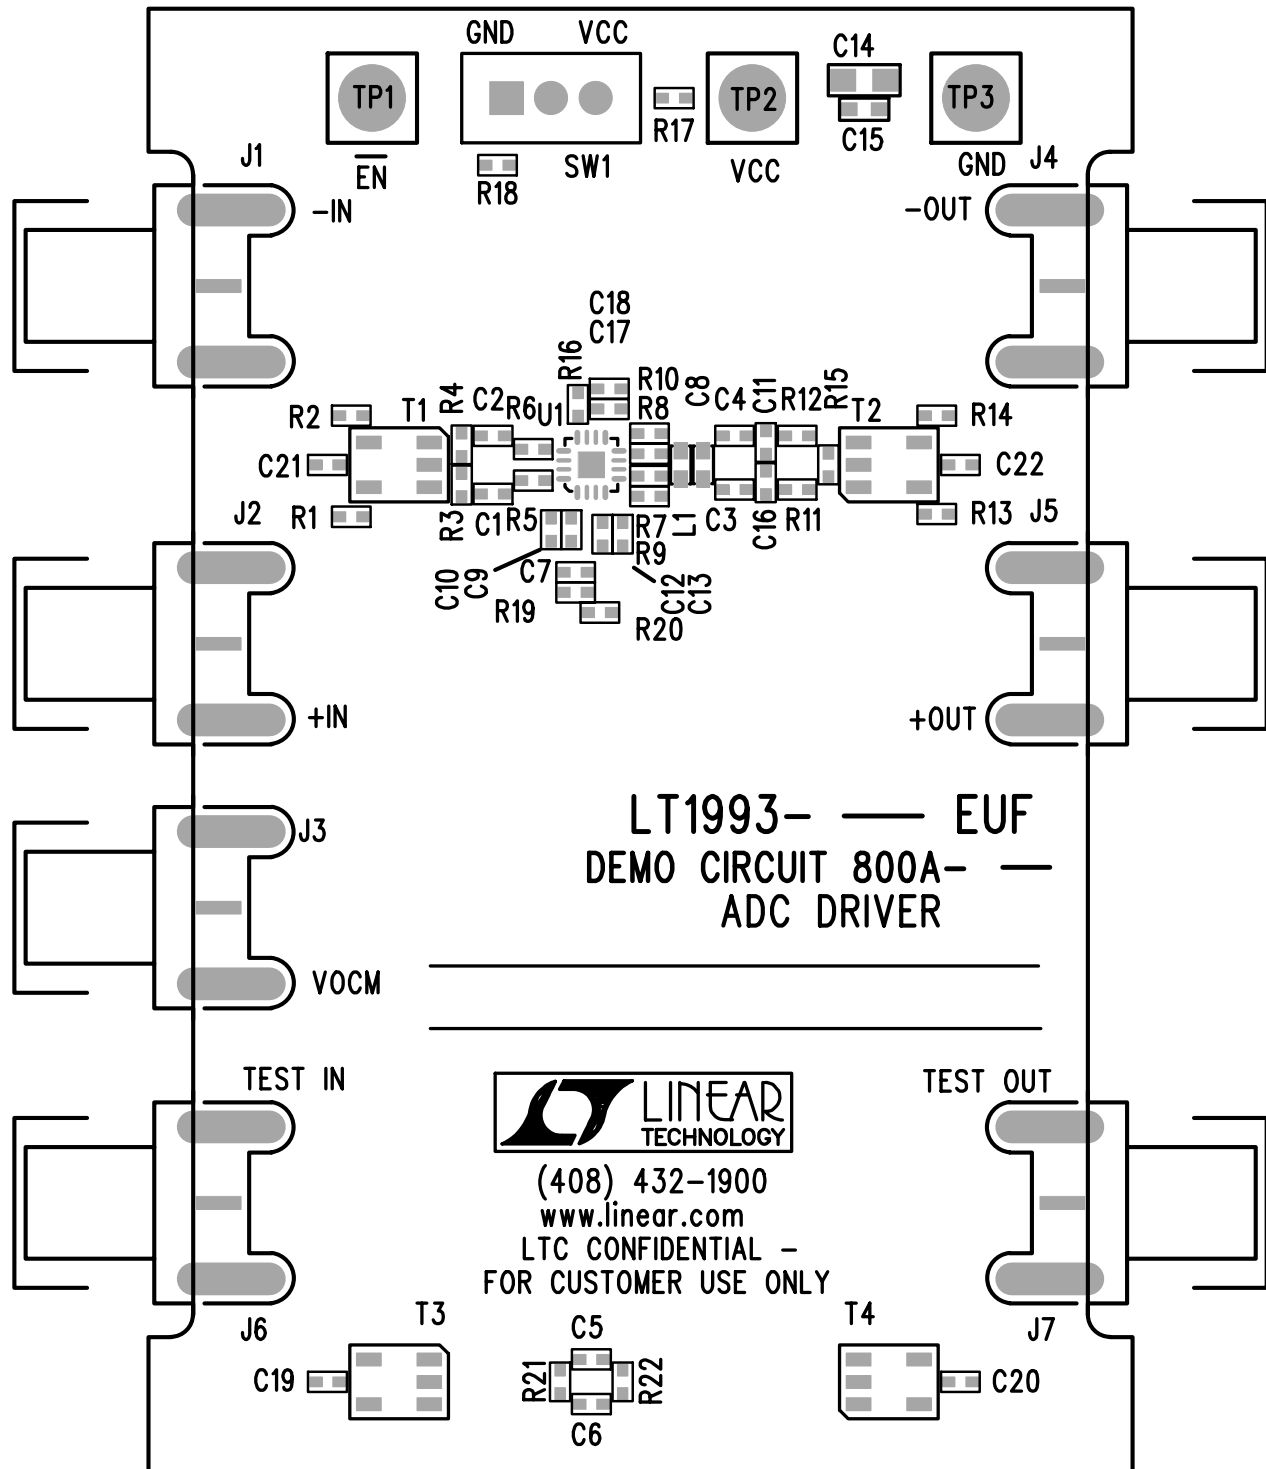 GND VCC
C14
TP1
TP2
TP3
R17
C15
EN
R18
SW1
VCC
GND
J1
J4
-IN
-OUT
C18
C17
R16
R10
R8
C8
C4
C11
R12
R15
T2
R14
R2
T1
R4
C2
R6
U1
C21
C22
J2
R1
R3
C1
R5
R7
R9
L1
C3
C16
R11
R13
J5
C10
C9
C7
C12
C13
R19
R20
+IN
+OUT
LT1993- EUF
J3
DEMO CIRCUIT 800A-
ADC DRIVER
VOCM
TEST IN
TEST OUT
LINEAR
TECHNOLOGY
(408) 432-1900
www.linear.com
LTC CONFIDENTIAL -
FOR CUSTOMER USE ONLY
J6
T3
C5
T4
J7
C19
R21
R22
C20
C6